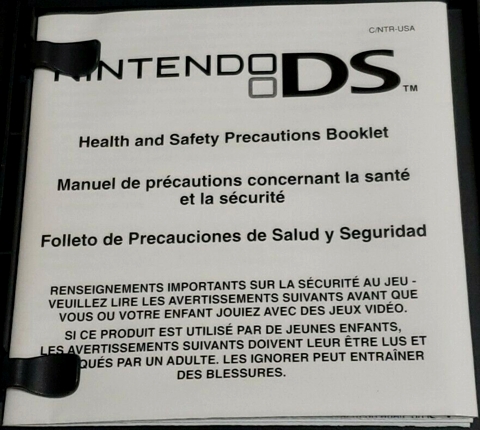 C/NTR-USA
NINTENDO DS TM
Health and Safety Precautions Booklet
Manuel de précautions concernant la santé
et la sécurité
Folleto de Precauciones de Salud y Seguridad
RENSEIGNEMENTS IMPORTANTS SUR LA SÉCURITÉ AU JEU -
VEUILLEZ LIRE LES AVERTISSEMENTS SUIVANTS AVANT QUE
VOUS OU VOTRE ENFANT JOUIEZ AVEC DES JEUX VIDÉO.
SI CE PRODUIT EST UTILISÉ PAR DE JEUNES ENFANTS,
LES AVERTISSEMENTS SUIVANTS DOIVENT LEUR ÊTRE LUS ET
PAR UN ADULTE. LES IGNORER PEUT ENTRAÎNER
DES BLESSURES.